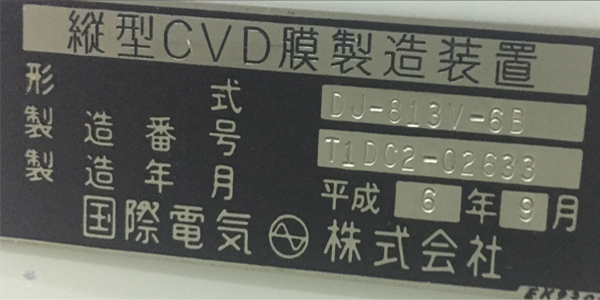 縦型CVD膜製造装置
形式 DJ-813V-6B
製造番号 T1DC2-02633
製造年月 平成 6 年 9 月
国際電気 株式会社